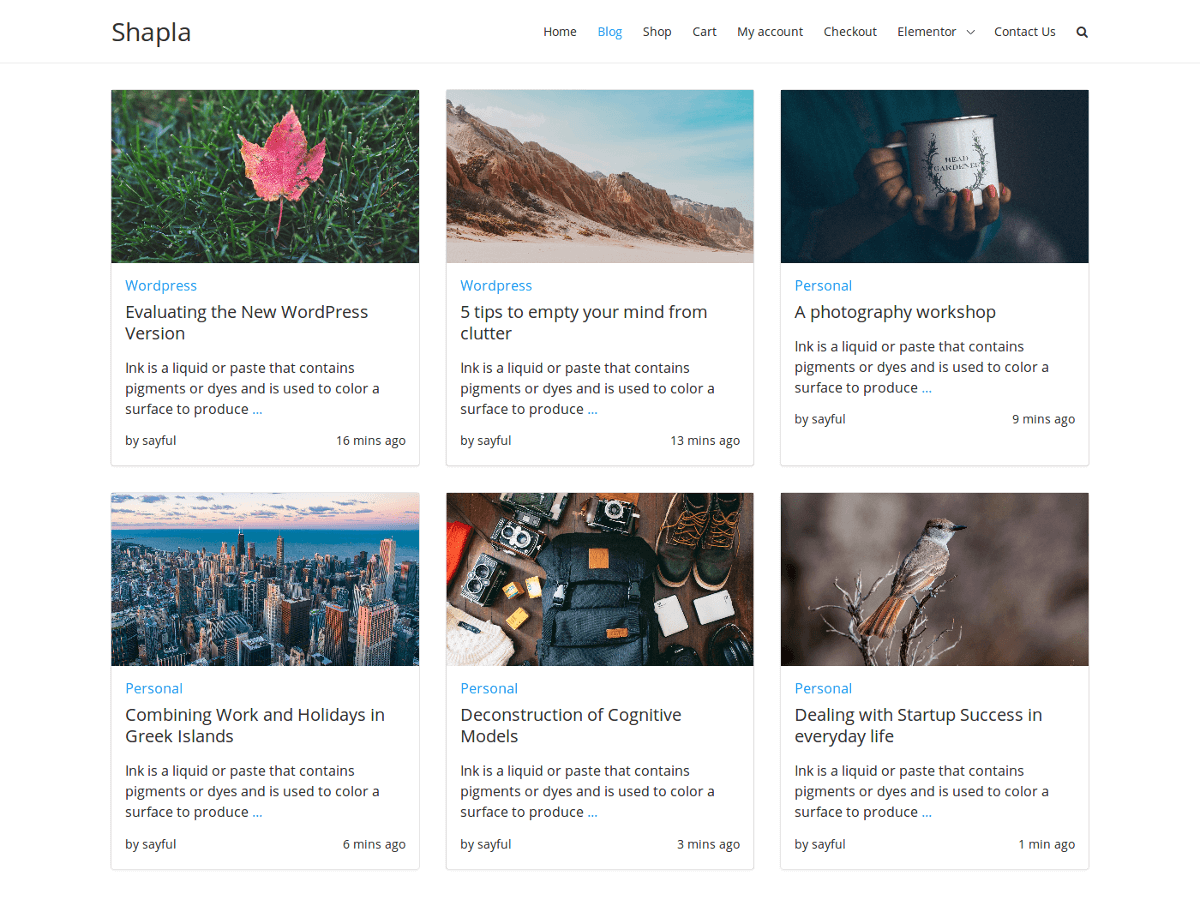 Shapla
Home Blog Shop Cart My account Checkout Elementor Contact Us
HEAD
GARDENER
Wordpress
Evaluating the New WordPress
Version
Ink is a liquid or paste that contains
pigments or dyes and is used to color a
surface to produce ...
by sayful 16 mins ago
Wordpress
5 tips to empty your mind from
clutter
Ink is a liquid or paste that contains
pigments or dyes and is used to color a
surface to produce ...
by sayful 13 mins ago
Personal
A photography workshop
Ink is a liquid or paste that contains
pigments or dyes and is used to color a
surface to produce ...
by sayful 9 mins ago
Personal
Combining Work and Holidays in
Greek Islands
Ink is a liquid or paste that contains
pigments or dyes and is used to color a
surface to produce ...
by sayful 6 mins ago
Personal
Deconstruction of Cognitive
Models
Ink is a liquid or paste that contains
pigments or dyes and is used to color a
surface to produce ...
by sayful 3 mins ago
Personal
Dealing with Startup Success in
everyday life
Ink is a liquid or paste that contains
pigments or dyes and is used to color a
surface to produce ...
by sayful 1 min ago